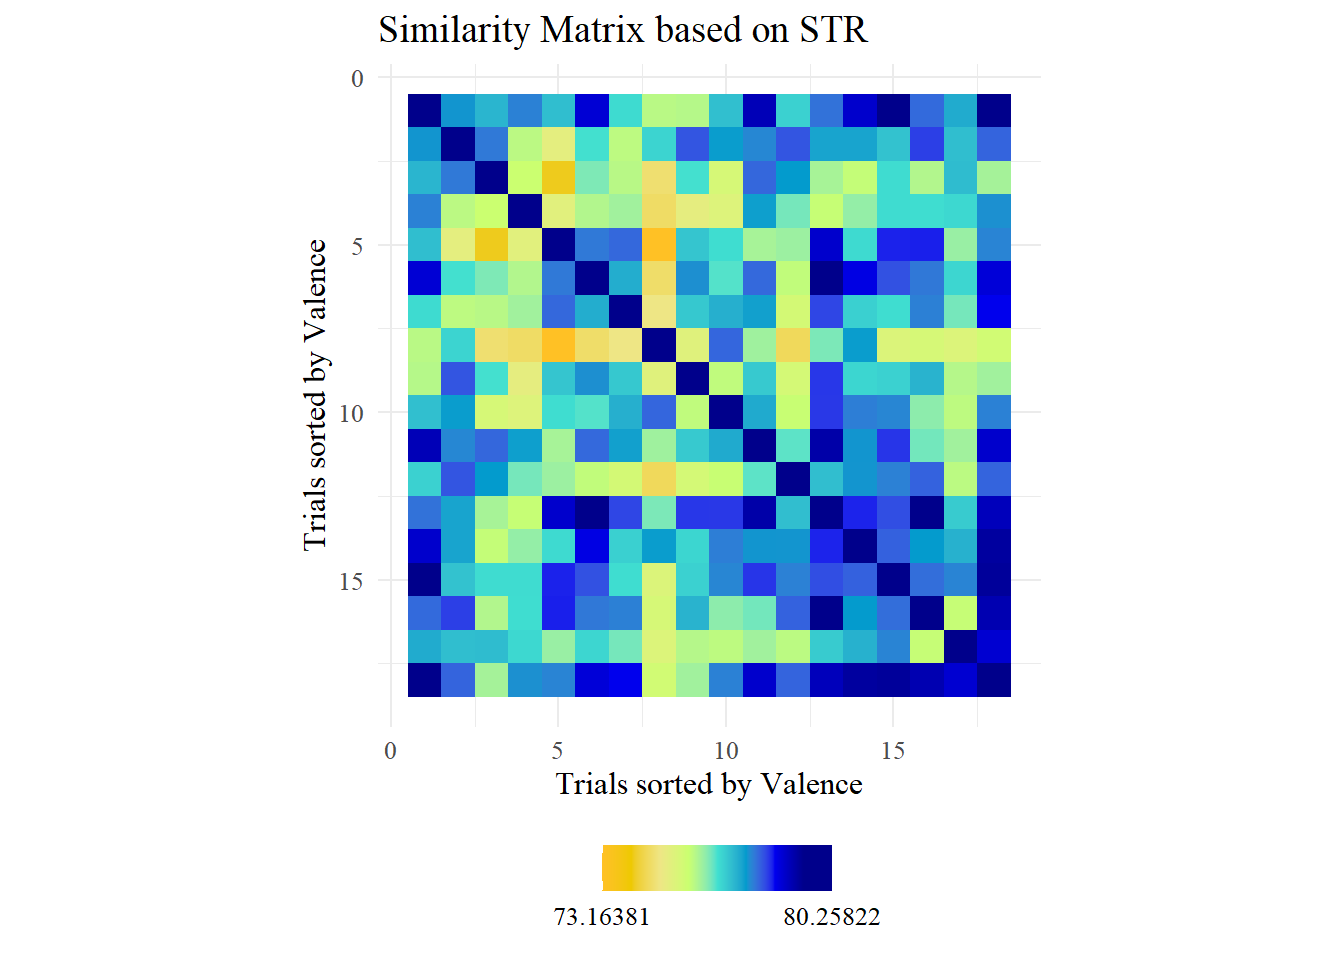 Similarity Matrix based on STR
0
5
10
15
Trials sorted by Valence
0 5 10 15
Trials sorted by Valence
73.16381 80.25822